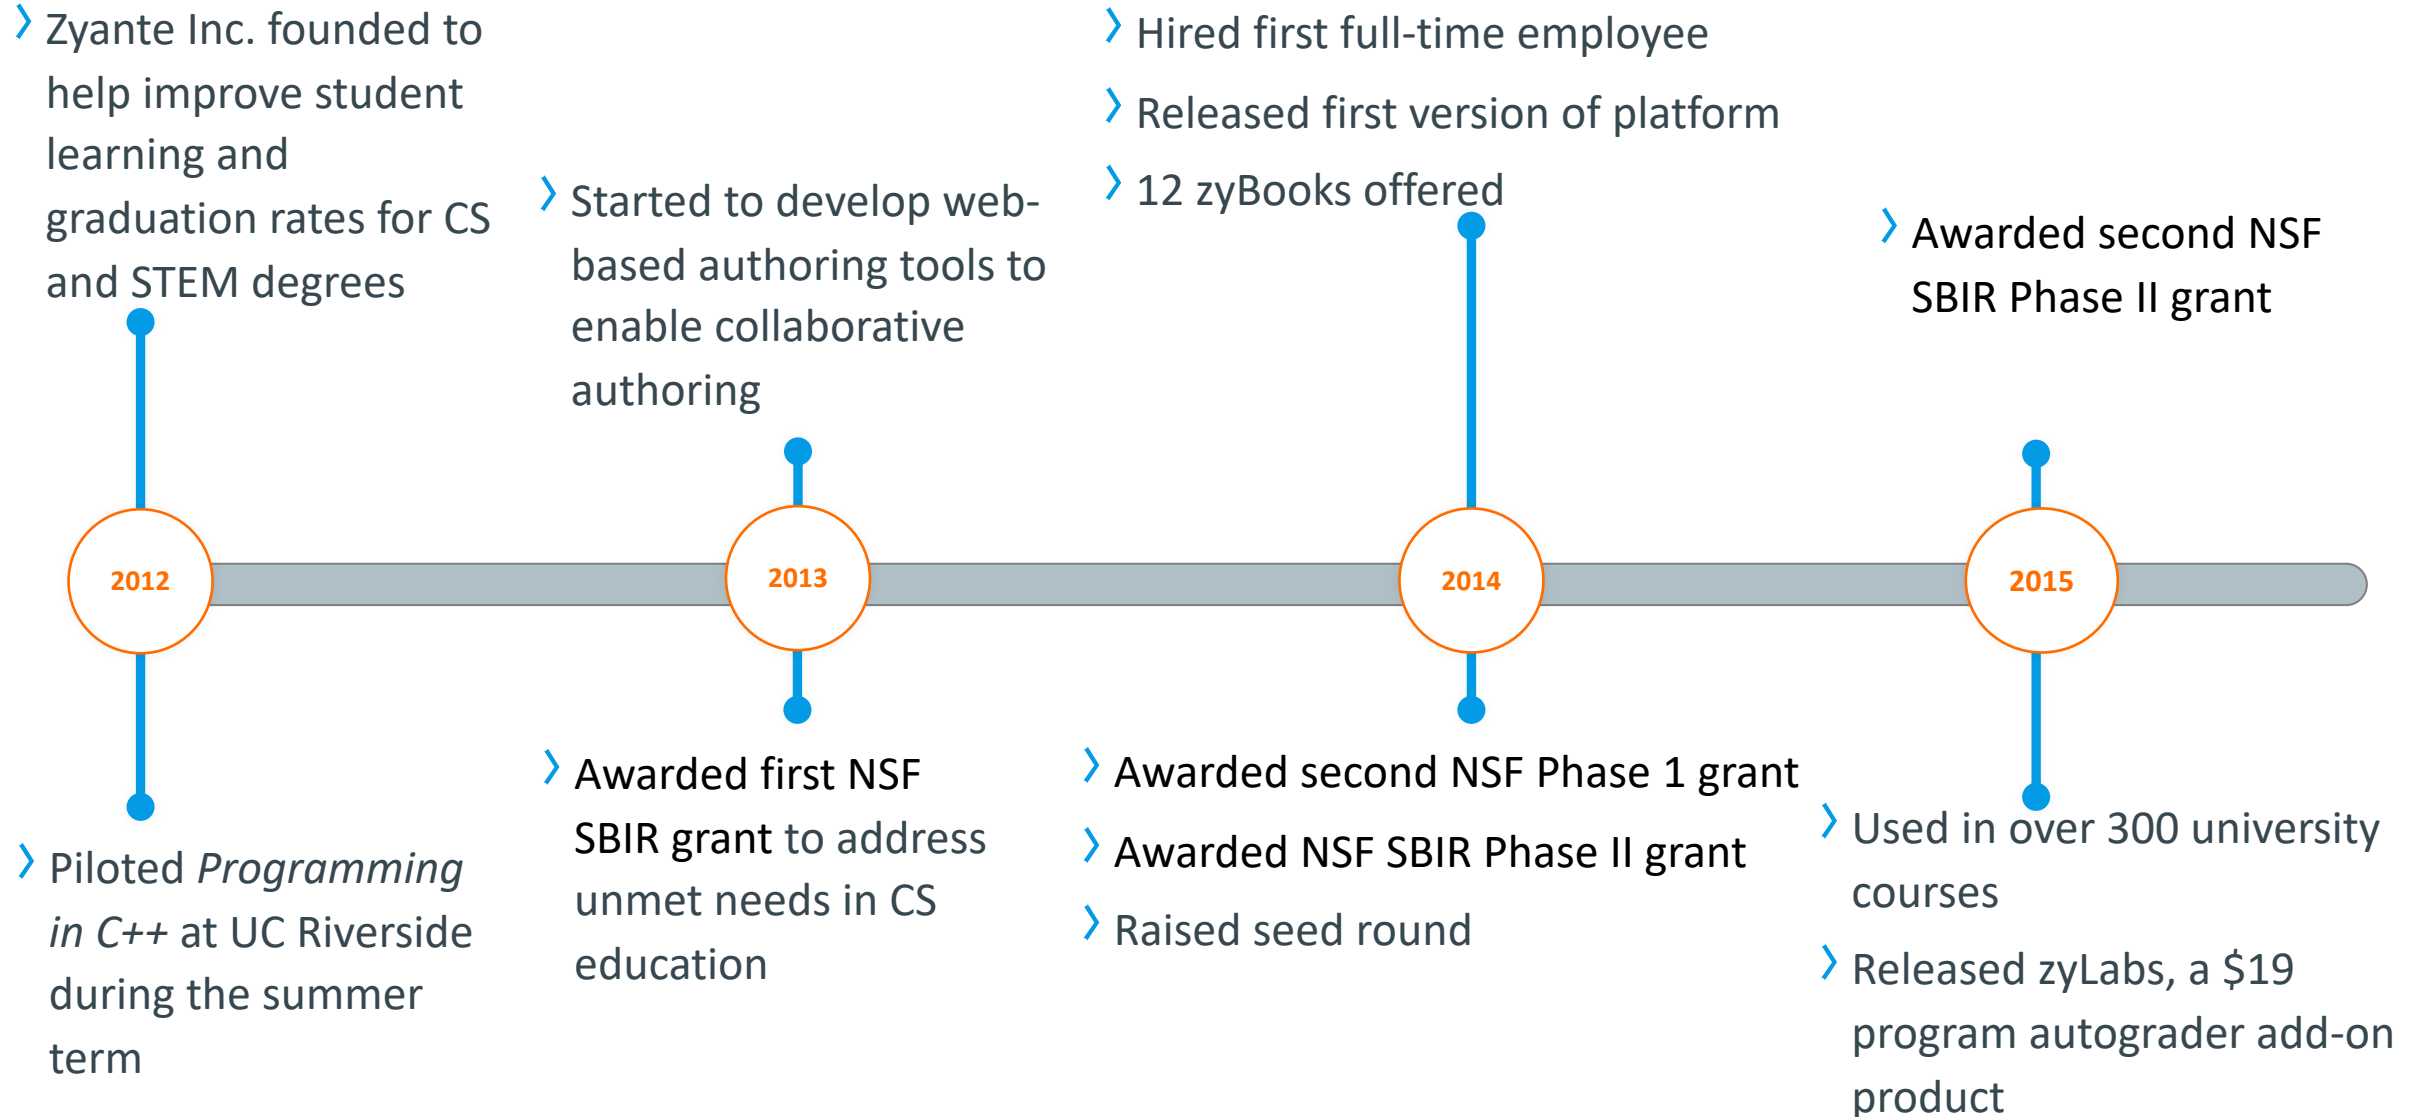 Zyante Inc. founded to
help improve student
learning and
graduation rates for CS
and STEM degrees
Started to develop web-
based authoring tools to
enable collaborative
authoring
Hired first full-time employee
Released first version of platform
12 zyBooks offered
Awarded second NSF
SBIR Phase II grant
2012
2013
2014
2015
Piloted Programming
in C++ at UC Riverside
during the summer
term
Awarded first NSF
SBIR grant to address
unmet needs in CS
education
Awarded second NSF Phase 1 grant
Awarded NSF SBIR Phase II grant
Raised seed round
Used in over 300 university
courses
Released zyLabs, a $19
program autograder add-on
product